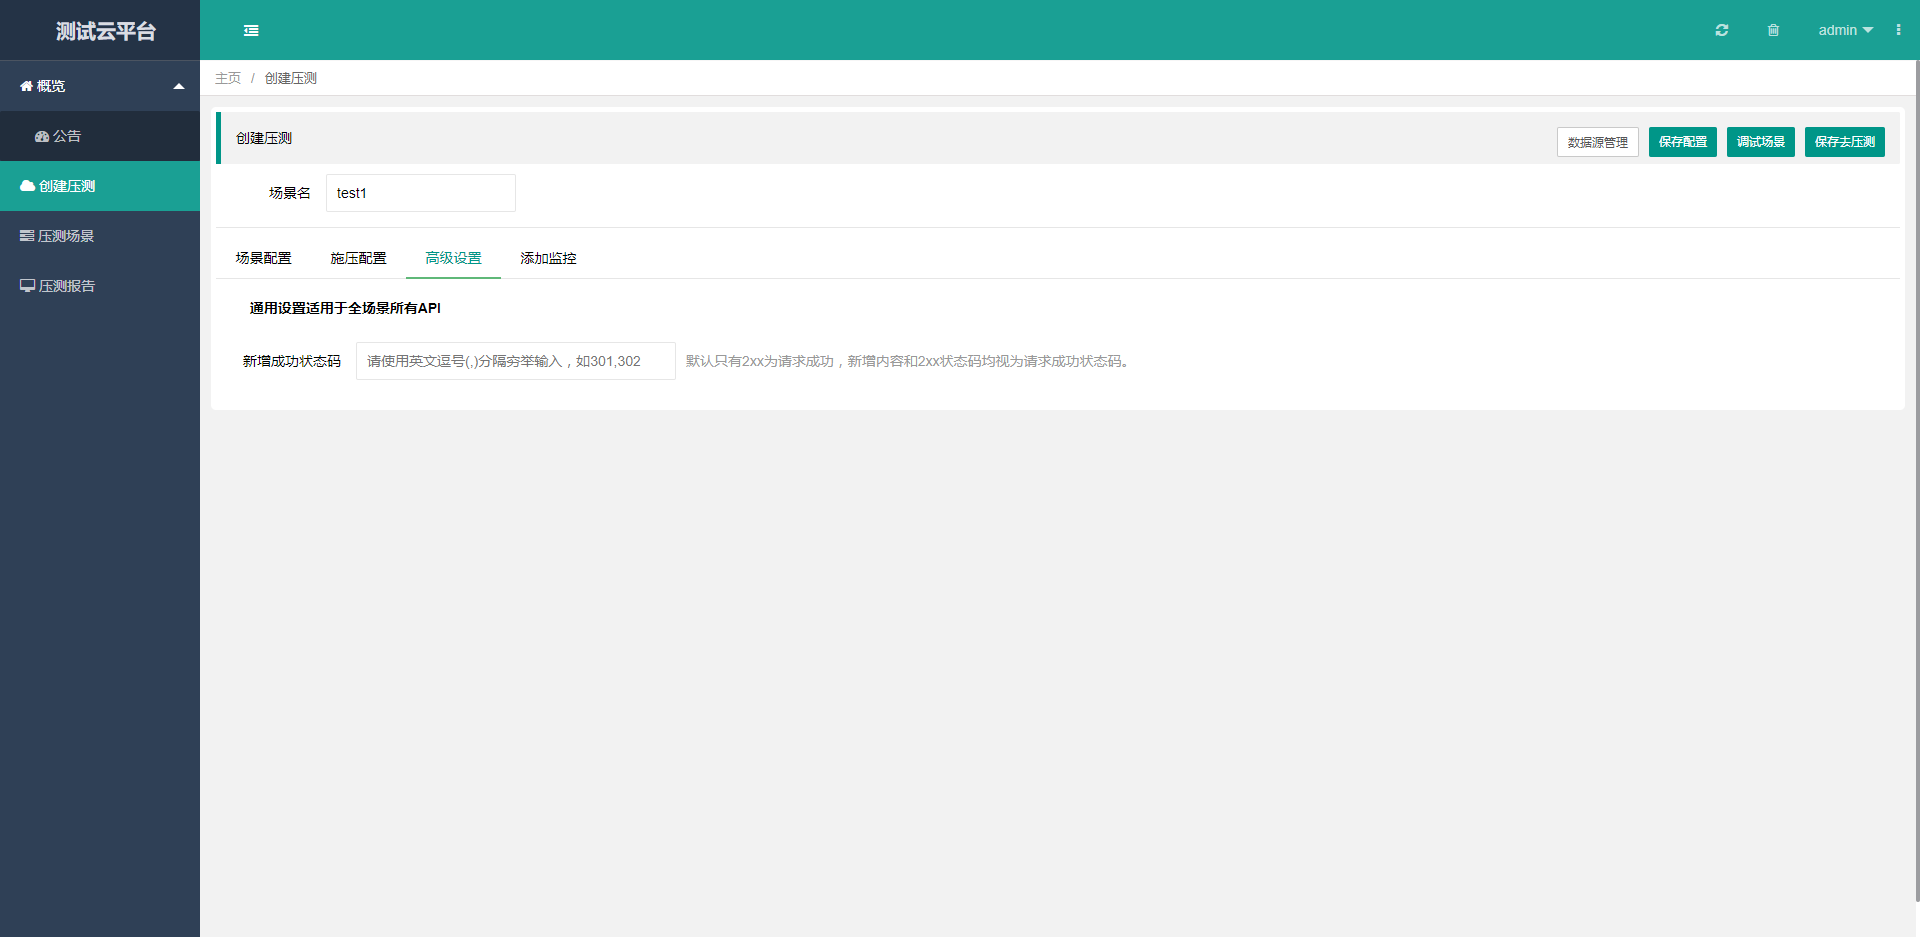 测试云平台
admin
概览
公告
创建压测
压测场景
压测报告
主页 / 创建压测
创建压测
数据源管理 保存配置 调试场景 保存去压测
场景名 test1
场景配置 施压配置 高级设置 添加监控
通用设置适用于全场景所有API
新增成功状态码 请使用英文逗号(,)分隔穷举输入，如301,302 默认只有2xx为请求成功，新增内容和2xx状态码均视为请求成功状态码。